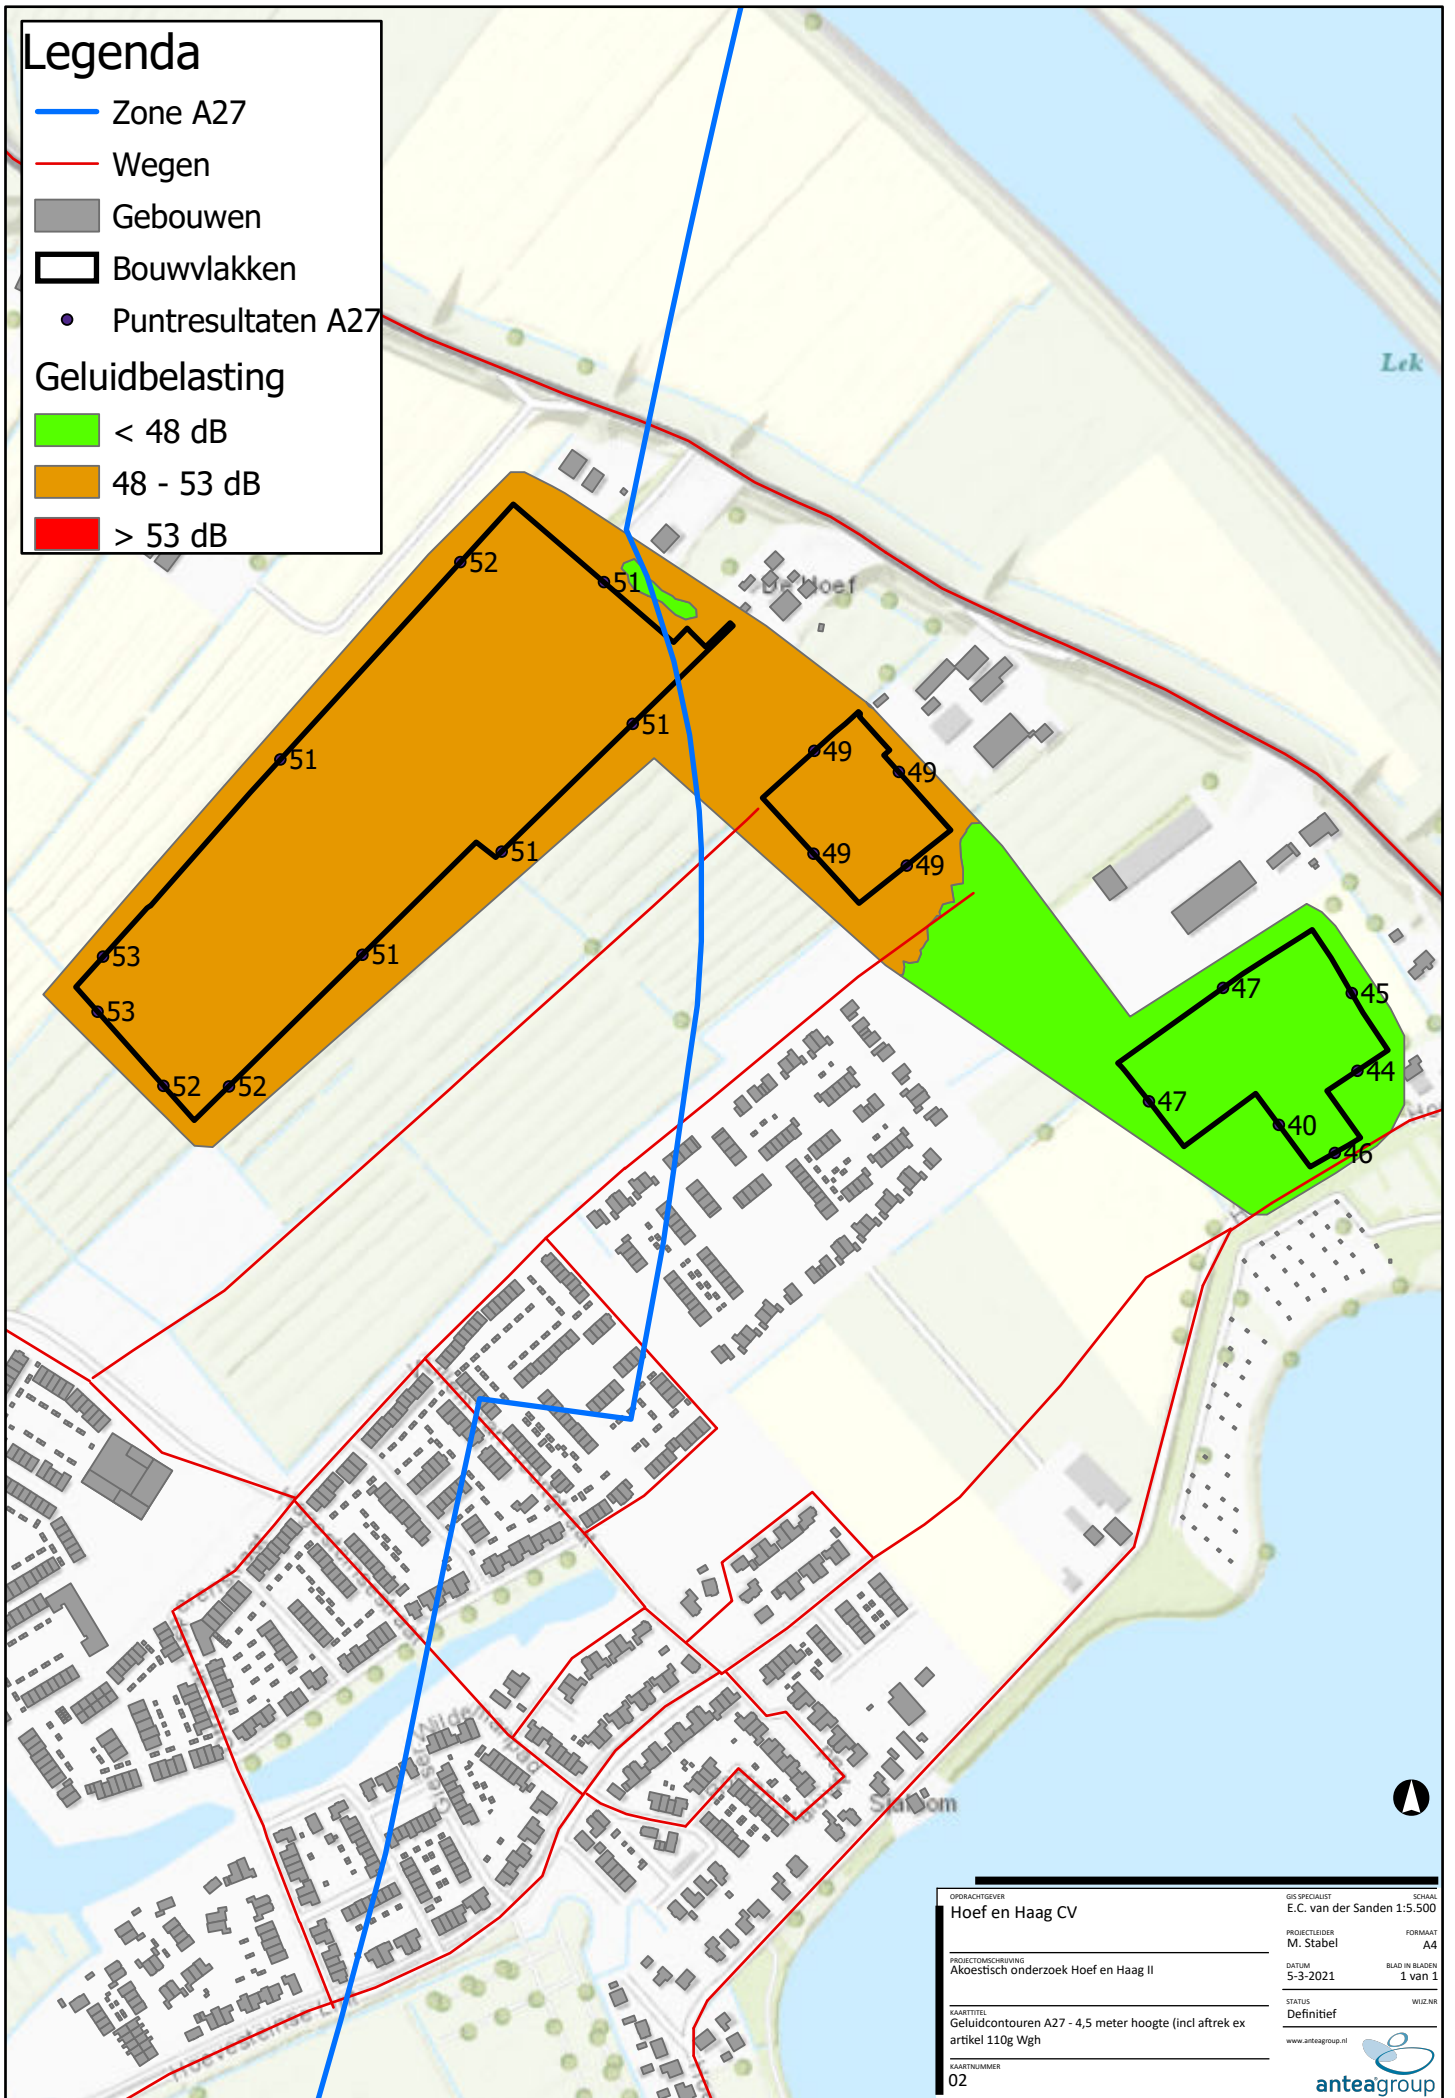 Legenda
Zone A27
Wegen
Gebouwen
Bouwvlakken
Puntresultaten A27
Geluidbelasting
< 48 dB
48 - 53 dB
> 53 dB
Lek
De Hoef
52
51
51
51
49
49
49
49
51
51
53
53
52
52
47
45
47
44
40
46
OPDRACHTGEVER
Hoef en Haag CV
PROJECTOMSCHRIJVING
Akoestisch onderzoek Hoef en Haag II
KAARTTITEL
Geluidcontouren A27 - 4,5 meter hoogte (incl aftrek ex
artikel 110g Wgh
KAARTNUMMER
02
GIS SPECIALIST SCHAAL
E.C. van der Sanden 1:5.500
PROJECTLEIDER FORMAAT
M. Stabel A4
DATUM BLAD IN BLADEN
5-3-2021 1 van 1
STATUS WIJZ.NR
Definitief
www.anteagroup.nl
anteagroup